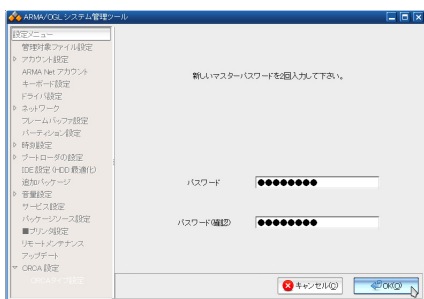 ARMA/OGL システム管理ツール
設定メニュー
管理対象ファイル設定
アカウント設定
ARMA Net アカウント
キーボード設定
ドライバ設定
ネットワーク
フレームバッファ設定
パーティション設定
時刻設定
ブートローダの設定
IDE設定 (HDD 最適化)
追加パッケージ
音量設定
サービス設定
パッケージソース設定
■プリンタ設定
リモートメンテナンス
アップデート
ORCA 設定
新しいマスターパスワードを2回入力して下さい。
パスワード
パスワード(確認)
キャンセル(C)
OK(O)